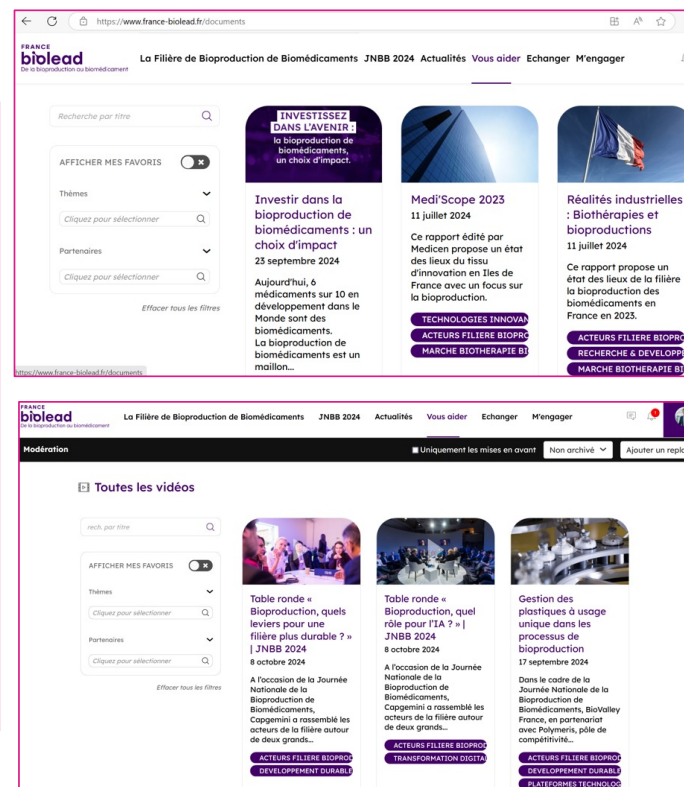 https://www.france-biolead.fr/documents
FRANCE
biolead
De la bioproduction au biomédicament
La Filière de Bioproduction de Biomédicaments JNBB 2024 Actualités Vous aider Echanger M'engager
Recherche par titre
AFFICHER MES FAVORIS
Thèmes
Cliquez pour sélectionner
Partenaires
Cliquez pour sélectionner
Effacer tous les filtres
INVESTISSEZ
DANS L'AVENIR :
la bioproduction de
biomédicaments,
un choix d'impact.
Investir dans la
bioproduction de
biomédicaments : un
choix d'impact
23 septembre 2024
Aujourd'hui, 6
médicaments sur 10 en
développement dans le
Monde sont des
biomédicaments.
La bioproduction de
biomédicaments est un
maillon...
Medi'Scope 2023
11 juillet 2024
Ce rapport édité par
Medicen propose un état
des lieux du tissu
d'innovation en Iles de
France avec un focus sur
la bioproduction.
TECHNOLOGIES INNOVAN
ACTEURS FILIERE BIOPRO
MARCHE BIOTHERAPIE BI
Réalités industrielles
: Biothérapies et
bioproductions
11 juillet 2024
Ce rapport propose un
état des lieux de la filière
la bioproduction des
biomédicaments en
France en 2023.
ACTEURS FILIERE BIOPRO
RECHERCHE & DEVELOPPE
MARCHE BIOTHERAPIE BI
https://www.france-biolead.fr/documents
FRANCE
biolead
De la bioproduction au biomédicament
La Filière de Bioproduction de Biomédicaments JNBB 2024 Actualités Vous aider Echanger M'engager
Modération
Uniquement les mises en avant
Non archivé
Ajouter un repla
Toutes les vidéos
rech. par titre
AFFICHER MES FAVORIS
Thèmes
Cliquez pour sélectionner
Partenaires
Cliquez pour sélectionner
Effacer tous les filtres
Table ronde «
Bioproduction, quels
leviers pour une
filière plus durable ? »
| JNBB 2024
8 octobre 2024
A l'occasion de la Journée
Nationale de la
Bioproduction de
Biomédicaments,
Capgemini a rassemblé les
acteurs de la filière autour
de deux grands...
ACTEURS FILIERE BIOPROD
DEVELOPPEMENT DURABLE
Table ronde «
Bioproduction, quel
rôle pour l'IA ? » |
JNBB 2024
8 octobre 2024
A l'occasion de la Journée
Nationale de la
Bioproduction de
Biomédicaments,
Capgemini a rassemblé les
acteurs de la filière autour
de deux grands...
ACTEURS FILIERE BIOPROD
TRANSFORMATION DIGITA
Gestion des
plastiques à usage
unique dans les
processus de
bioproduction
17 septembre 2024
Dans le cadre de la
Journée Nationale de la
Bioproduction de
Biomédicaments, BioValley
France, en partenariat
avec Polymeris, pôle de
compétitivité...
ACTEURS FILIERE BIOPROD
DEVELOPPEMENT DURABLE
PLATEFORMES TECHNOLOG